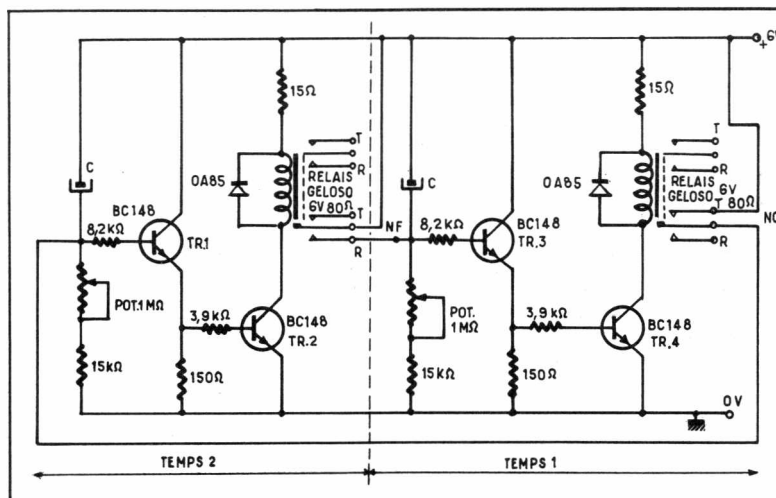 + 6V
15Ω
15Ω
C
OA85
T
R
RELAIS
GELOSO
6V 80Ω
T
R
C
OA85
T
R
RELAIS
GELOSO
6V
80Ω
T
R
NO
BC148
8,2kΩ
TR.1
NF
8,2kΩ
BC148
TR.3
POT.1MΩ
3,9kΩ
BC148
TR.2
POT.
1MΩ
3,9kΩ
BC148
TR.4
15kΩ
150Ω
15kΩ
150Ω
0V
TEMPS 2
TEMPS 1